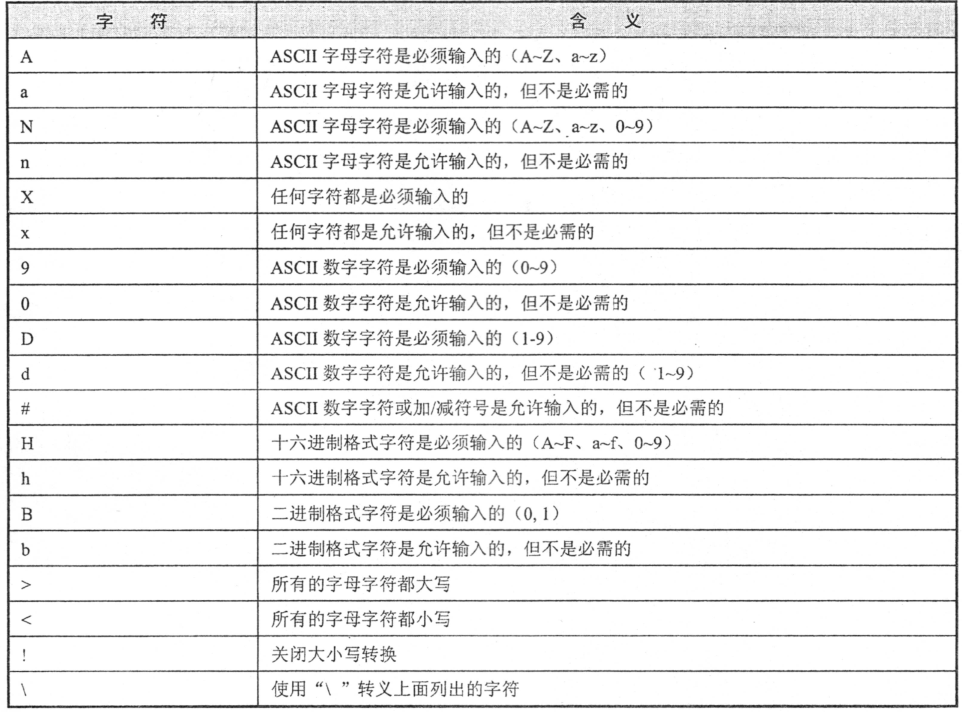 字 符 含 义
A ASCII 字母字符是必须输入的（A~Z、a~z）
a ASCII 字母字符是允许输入的，但不是必需的
N ASCII 字母字符是必须输入的（A~Z、a~z、0~9）
n ASCII 字母字符是允许输入的，但不是必需的
X 任何字符都是必须输入的
x 任何字符都是允许输入的，但不是必需的
9 ASCII 数字字符是必须输入的（0~9）
0 ASCII 数字字符是允许输入的，但不是必需的
D ASCII 数字字符是必须输入的（1-9）
d ASCII 数字字符是允许输入的，但不是必需的（ 1~9）
# ASCII 数字字符或加/减符号是允许输入的，但不是必需的
H 十六进制格式字符是必须输入的（A~F、a~f、0~9）
h 十六进制格式字符是允许输入的，但不是必需的
B 二进制格式字符是必须输入的（0, 1）
b 二进制格式字符是允许输入的，但不是必需的
> 所有的字母字符都大写
< 所有的字母字符都小写
! 关闭大小写转换
\ 使用“\ ”转义上面列出的字符